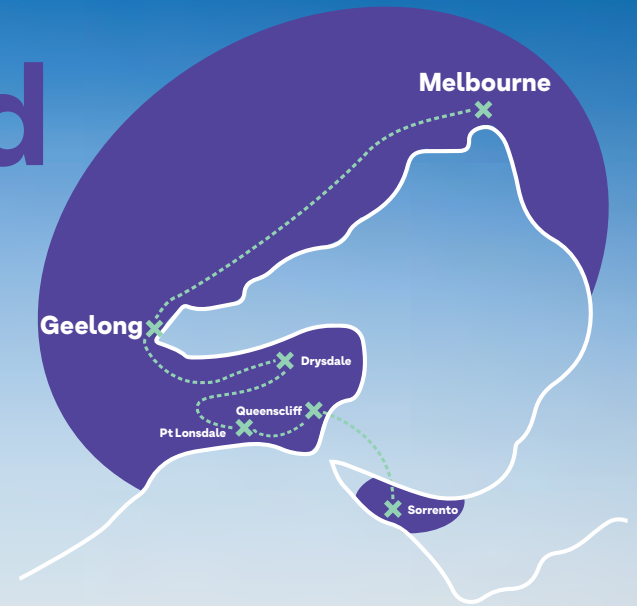 d
Melbourne
Geelong
Drysdale
Queenscliff
Pt Lonsdale
Sorrento